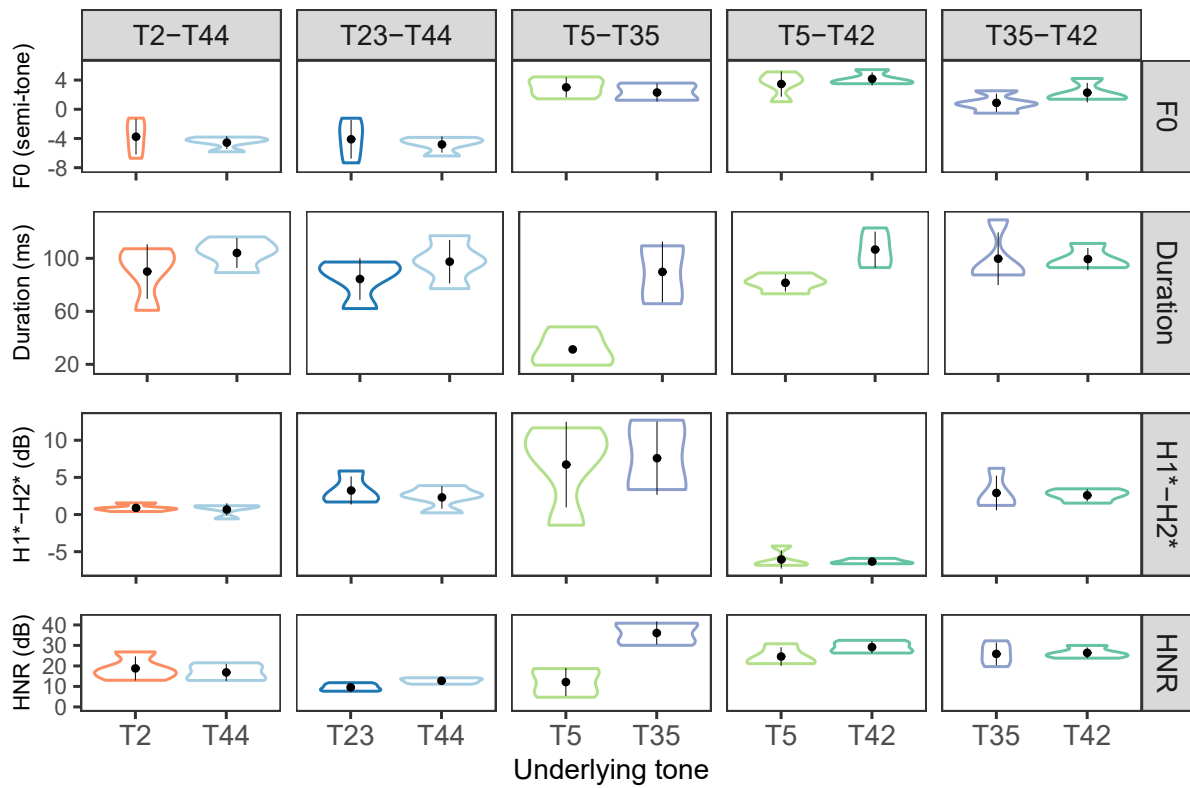 T2−T44 T23−T44 T5−T35 T5−T42 T35−T42
F0 (semi-tone)
4
0
-4
-8
F0
Duration (ms)
100
60
20
Duration
H1*−H2* (dB)
10
5
0
-5
H1*−H2*
HNR (dB)
40
30
20
10
0
HNR
T2 T44 T23 T44 T5 T35 T5 T42 T35 T42
Underlying tone